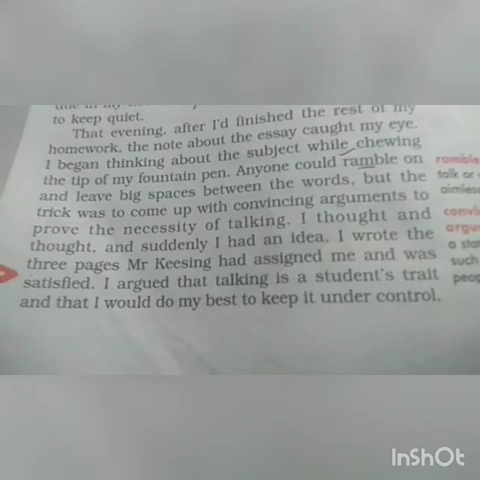 to keep quiet.
That evening, after I'd finished the rest of my
homework, the note about the essay caught my eye.
I began thinking about the subject while chewing
the tip of my fountain pen. Anyone could ramble on
and leave big spaces between the words, but the
trick was to come up with convincing arguments to
prove the necessity of talking. I thought and
thought, and suddenly I had an idea. I wrote the
three pages Mr Keesing had assigned me and was
satisfied. I argued that talking is a student's trait
and that I would do my best to keep it under control,
ramble
talk or
a
such
InShOt